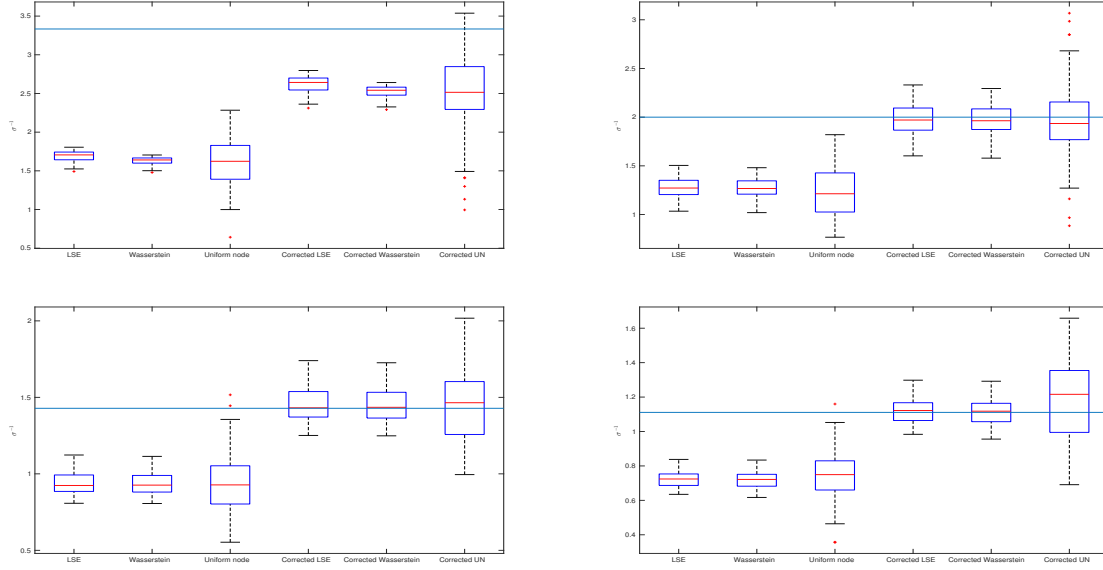 3.5
3
2.5
2
1.5
1
0.5
σ⁻¹
LSE Wasserstein Uniform node Corrected LSE Corrected Wasserstein Corrected UN
3
2.5
2
1.5
1
σ⁻¹
LSE Wasserstein Uniform node Corrected LSE Corrected Wasserstein Corrected UN
2
1.5
1
0.5
σ⁻¹
LSE Wasserstein Uniform node Corrected LSE Corrected Wasserstein Corrected UN
1.6
1.4
1.2
1
0.8
0.6
0.4
σ⁻¹
LSE Wasserstein Uniform node Corrected LSE Corrected Wasserstein Corrected UN